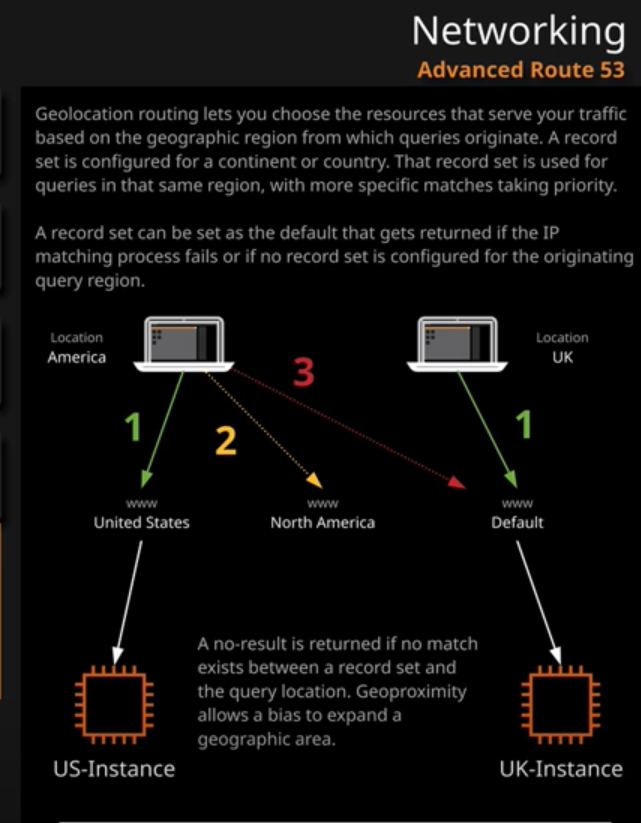 Networking
Advanced Route 53
Geolocation routing lets you choose the resources that serve your traffic
based on the geographic region from which queries originate. A record
set is configured for a continent or country. That record set is used for
queries in that same region, with more specific matches taking priority.
A record set can be set as the default that gets returned if the IP
matching process fails or if no record set is configured for the originating
query region.
Location
America
Location
UK
3
1
2
1
www
United States
www
North America
www
Default
A no-result is returned if no match
exists between a record set and
the query location. Geoproximity
allows a bias to expand a
geographic area.
US-Instance
UK-Instance